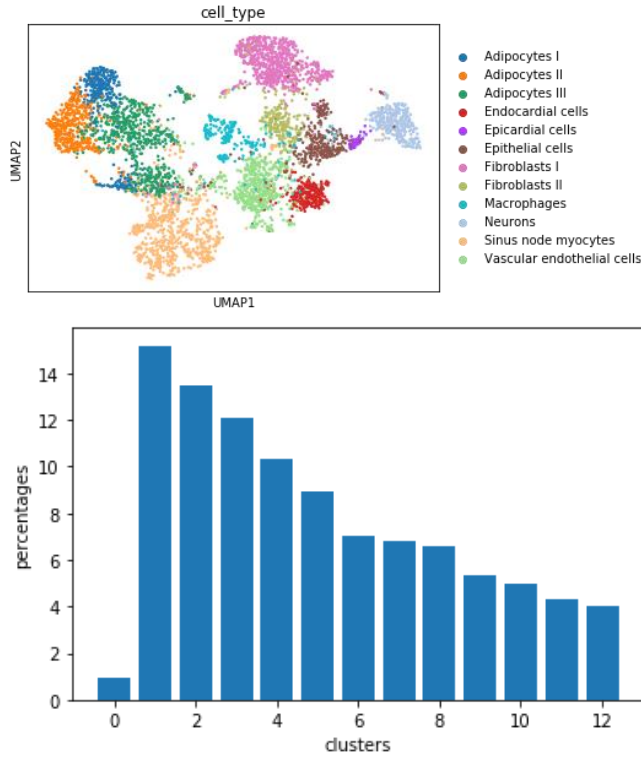 cell_type
UMAP2
UMAP1
Adipocytes I
Adipocytes II
Adipocytes III
Endocardial cells
Epicardial cells
Epithelial cells
Fibroblasts I
Fibroblasts II
Macrophages
Neurons
Sinus node myocytes
Vascular endothelial cells
percentages
14
12
10
8
6
4
2
0
0 2 4 6 8 10 12
clusters